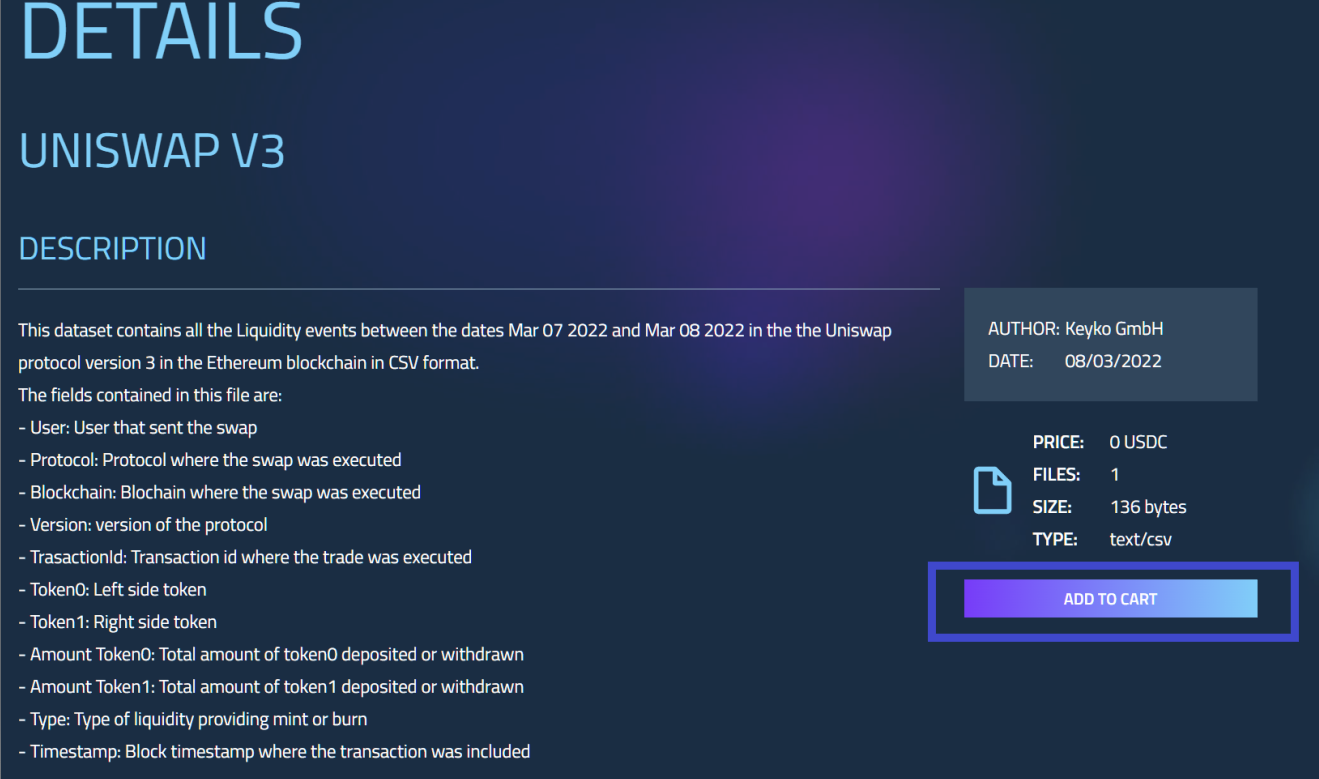 DETAILS
UNISWAP V3
DESCRIPTION
This dataset contains all the Liquidity events between the dates Mar 07 2022 and Mar 08 2022 in the the Uniswap
protocol version 3 in the Ethereum blockchain in CSV format.
The fields contained in this file are:
- User: User that sent the swap
- Protocol: Protocol where the swap was executed
- Blockchain: Blochain where the swap was executed
- Version: version of the protocol
- TrasactionId: Transaction id where the trade was executed
- Token0: Left side token
- Token1: Right side token
- Amount Token0: Total amount of token0 deposited or withdrawn
- Amount Token1: Total amount of token1 deposited or withdrawn
- Type: Type of liquidity providing mint or burn
- Timestamp: Block timestamp where the transaction was included
AUTHOR: Keyko GmbH
DATE: 08/03/2022
PRICE: 0 USDC
FILES: 1
SIZE: 136 bytes
TYPE: text/csv
ADD TO CART